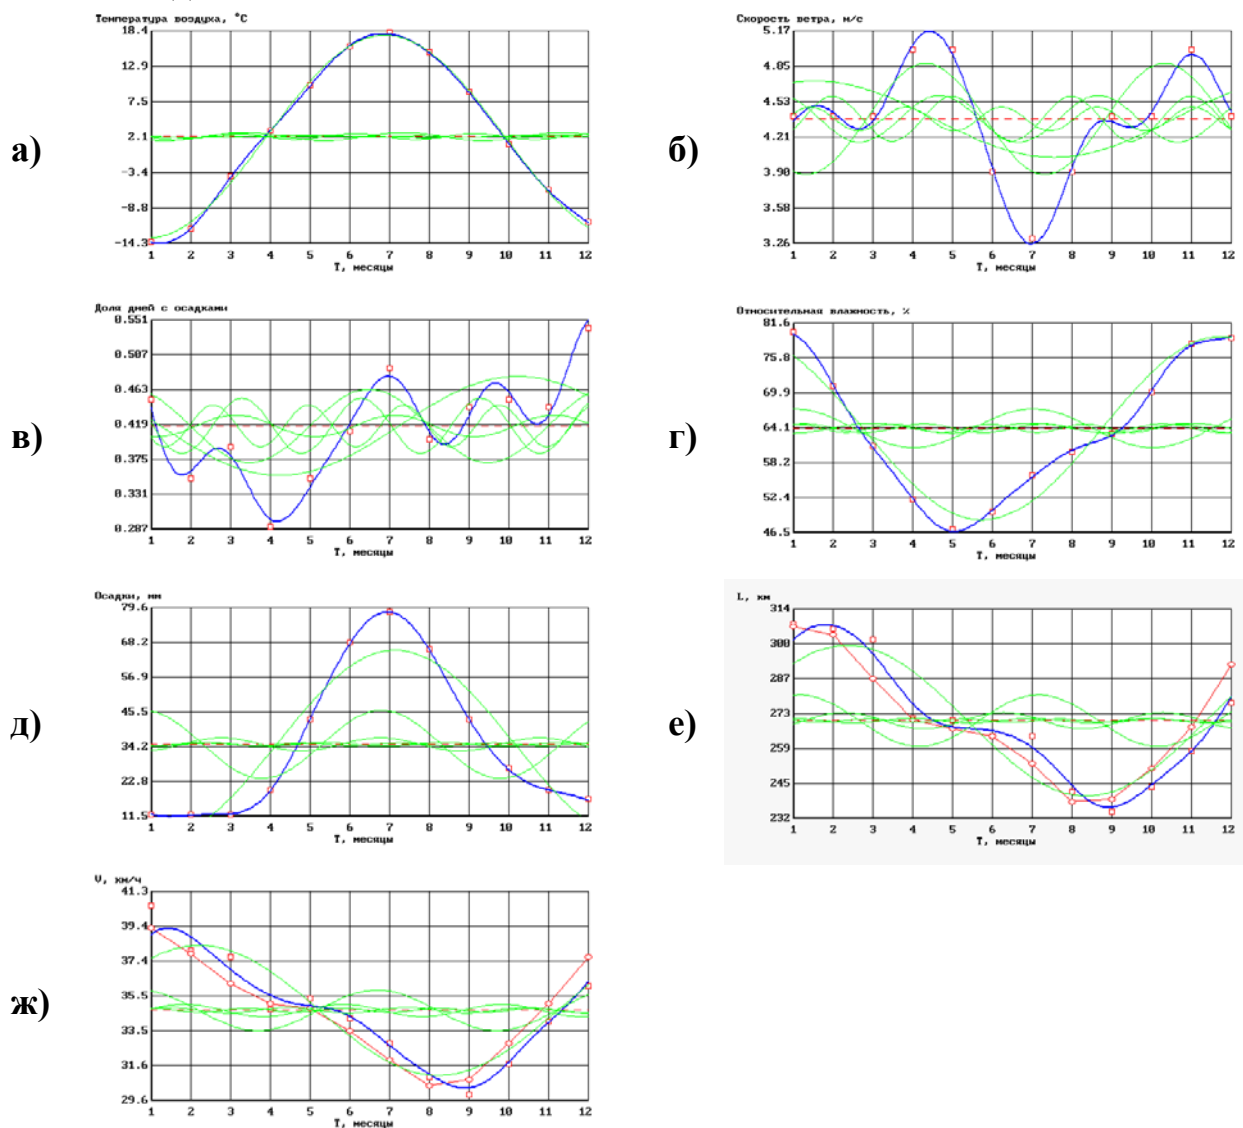 Температура воздуха, °C
18.4
12.9
7.5
2.1
-3.4
-8.8
-14.3
1 2 3 4 5 6 7 8 9 10 11 12
Т, месяцы
а)
Скорость ветра, м/с
5.17
4.85
4.53
4.21
3.90
3.58
3.26
1 2 3 4 5 6 7 8 9 10 11 12
Т, месяцы
б)
Доля дней с осадками
0.551
0.507
0.463
0.419
0.375
0.331
0.287
1 2 3 4 5 6 7 8 9 10 11 12
Т, месяцы
в)
Относительная влажность, %
81.6
75.8
69.9
64.1
58.2
52.4
46.5
1 2 3 4 5 6 7 8 9 10 11 12
Т, месяцы
г)
Осадки, мм
79.6
68.2
56.9
45.5
34.2
22.8
11.5
1 2 3 4 5 6 7 8 9 10 11 12
Т, месяцы
д)
L, км
314
300
287
273
259
245
232
1 2 3 4 5 6 7 8 9 10 11 12
Т, месяцы
е)
V, км/ч
41.3
39.4
37.4
35.5
33.5
31.6
29.6
1 2 3 4 5 6 7 8 9 10 11 12
Т, месяцы
ж)